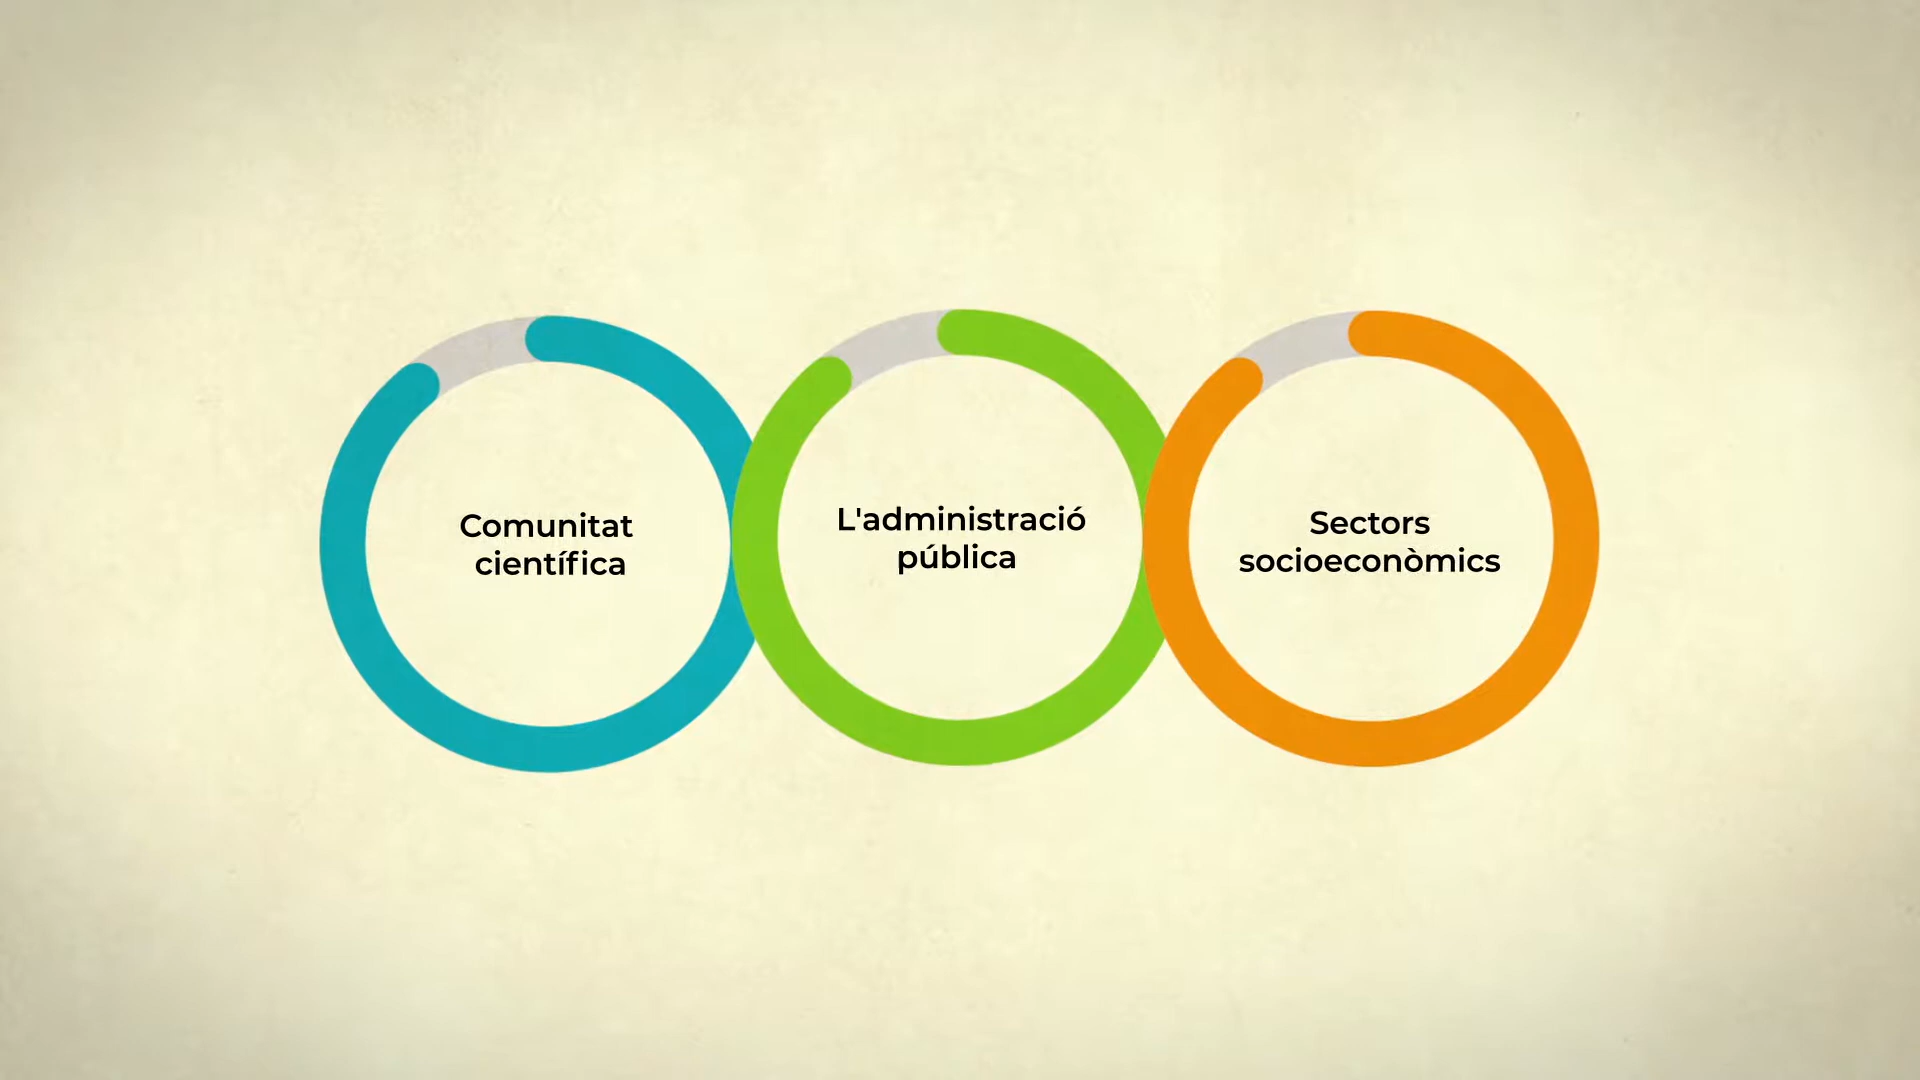 Comunitat
científica
L'administració
pública
Sectors
socioeconòmics